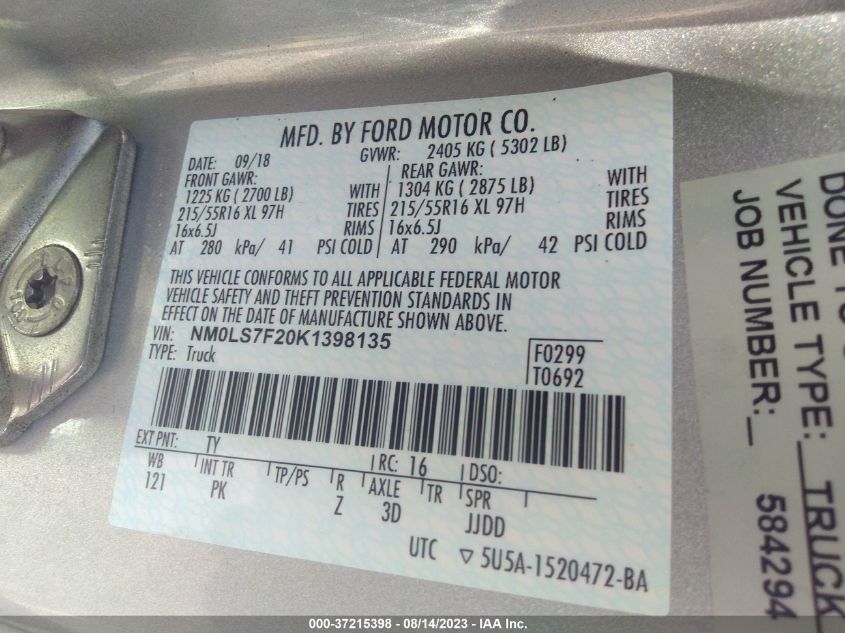 MFD. BY FORD MOTOR CO.
DATE: 09/18 GVWR: 2405 KG ( 5302 LB)
FRONT GAWR: REAR GAWR:
1225 KG ( 2700 LB) WITH 1304 KG ( 2875 LB) WITH
215/55R16 XL 97H TIRES 215/55R16 XL 97H TIRES
16x6.5J RIMS 16x6.5J RIMS
AT 280 kPa/ 41 PSI COLD AT 290 kPa/ 42 PSI COLD
THIS VEHICLE CONFORMS TO ALL APPLICABLE FEDERAL MOTOR
VEHICLE SAFETY AND THEFT PREVENTION STANDARDS IN
EFFECT ON THE DATE OF MANUFACTURE SHOWN ABOVE.
VIN: NM0LS7F20K1398135
TYPE: Truck
F0299
T0692
EXT PNT: TY RC: 16 DSO:
WB INT TR TP/PS R AXLE TR SPR
121 PK Z 3D JJDD
UTC ▽ 5U5A-1520472-BA
VEHICLE TYPE: TRUCK
JOB NUMBER: 584294
000-37215398 - 08/14/2023 - IAA Inc.